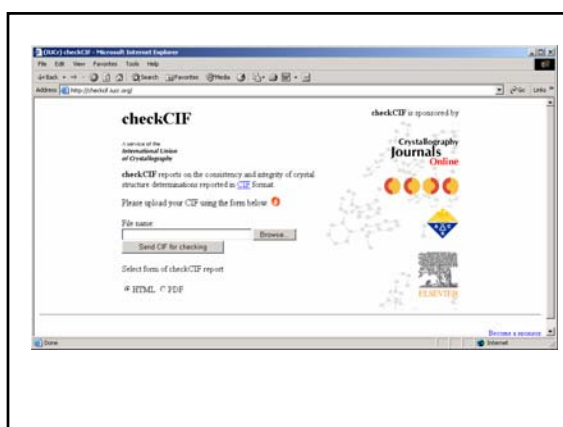 (IUCr) checkCIF - Microsoft Internet Explorer
File Edit View Favorites Tools Help
Back Search Favorites Media
Address http://checkcif.iucr.org/ Go Links
checkCIF
A service of the
International Union
of Crystallography
checkCIF reports on the consistency and integrity of crystal
structure determinations reported in CIF format.
Please upload your CIF using the form below.
File name:
Browse...
Send CIF for checking
Select form of checkCIF report
HTML PDF
checkCIF is sponsored by
Crystallography
Journals
Online
ELSEVIER
Become a sponsor
Done Internet